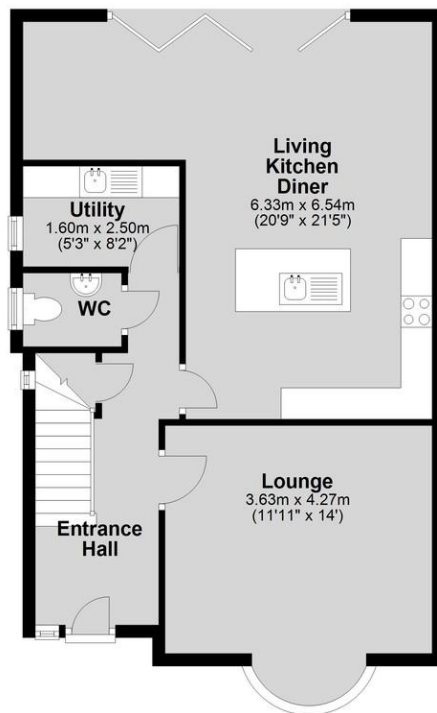 Living
Kitchen
Diner
6.33m x 6.54m
(20'9" x 21'5")
Utility
1.60m x 2.50m
(5'3" x 8'2")
WC
Lounge
3.63m x 4.27m
(11'11" x 14')
Entrance
Hall